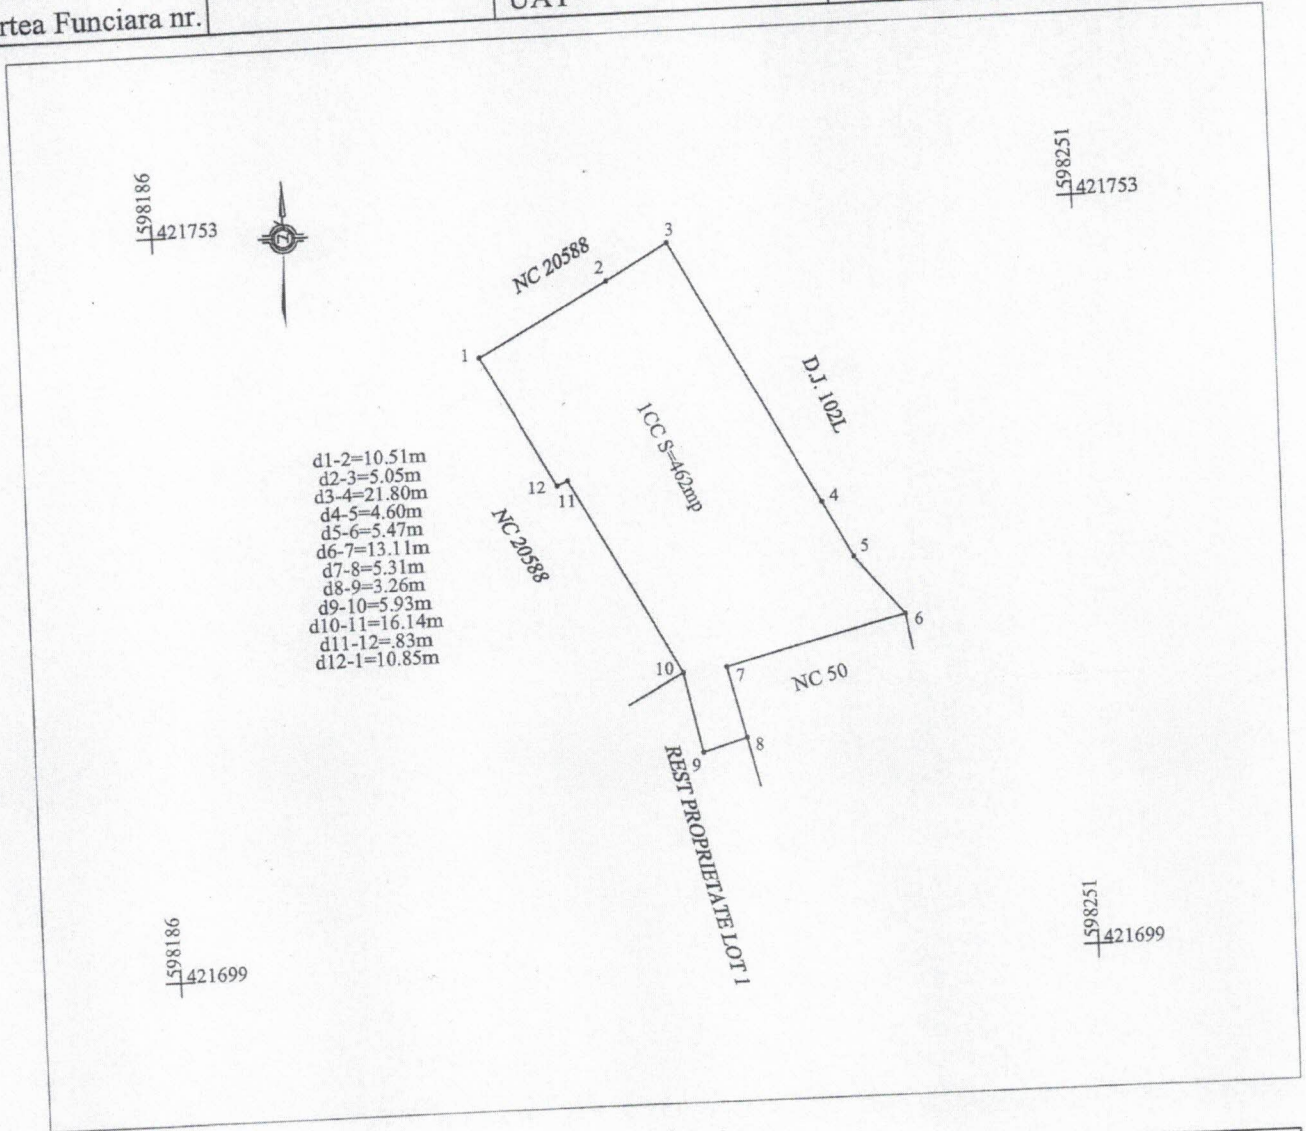 rtea Funciara nr.
UAT
598186
421753
598251
421753
N
3
NC 20588
2
1
D.J. 102L
1CC S=462mp
d1-2=10.51m
d2-3=5.05m
d3-4=21.80m
d4-5=4.60m
d5-6=5.47m
d6-7=13.11m
d7-8=5.31m
d8-9=3.26m
d9-10=5.93m
d10-11=16.14m
d11-12=.83m
d12-1=10.85m
12
11
NC 20588
4
5
6
10
7
NC 50
8
9
REST PROPRIETATE LOT 1
598186
421699
598251
421699